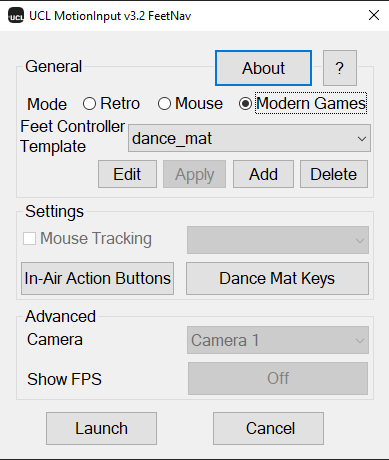 UCL UCL MotionInput v3.2 FeetNav
General
About ?
Mode Retro Mouse Modern Games
Feet Controller
Template dance_mat
Edit Apply Add Delete
Settings
Mouse Tracking
In-Air Action Buttons Dance Mat Keys
Advanced
Camera Camera 1
Show FPS Off
Launch Cancel